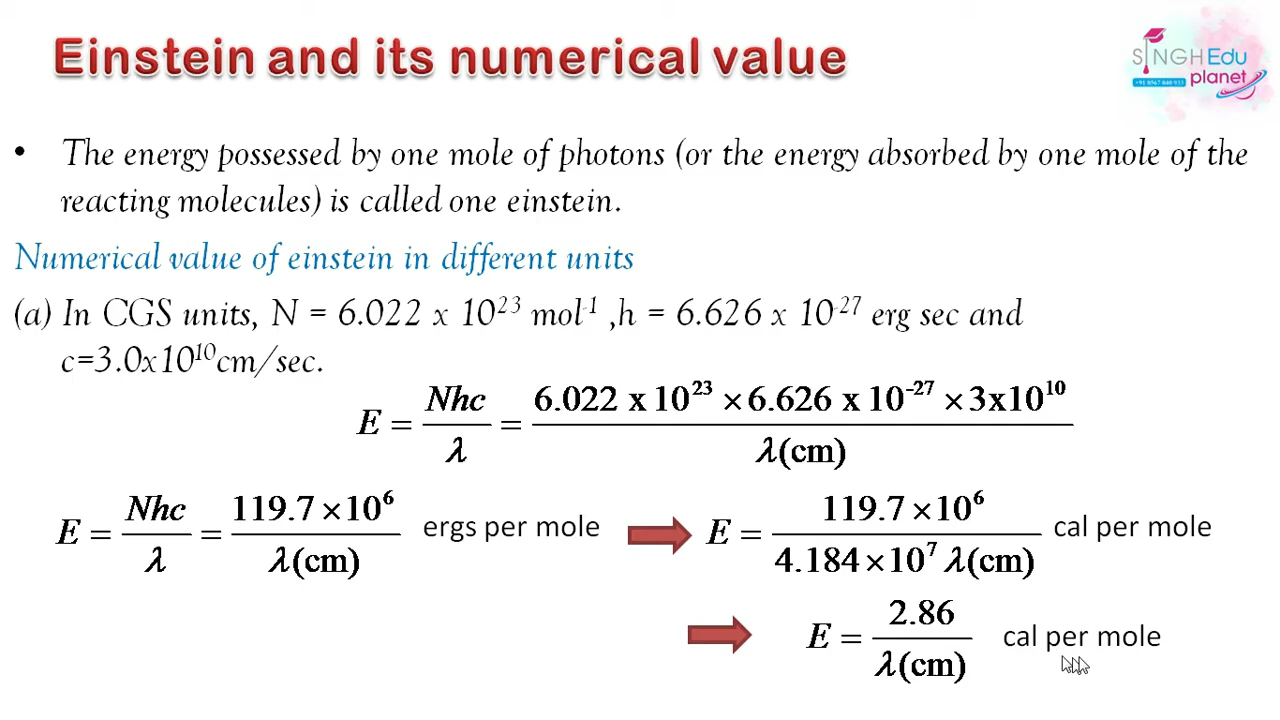 Einstein and its numerical value
SINGH Edu
planet
+91 8567 840 933
• The energy possessed by one mole of photons (or the energy absorbed by one mole of the
reacting molecules) is called one einstein.
Numerical value of einstein in different units
(a) In CGS units, N = 6.022 x 10²³ mol⁻¹ ,h = 6.626 x 10⁻²⁷ erg sec and
c=3.0x10¹⁰cm/sec.
E = Nhc/λ = 6.022 x 10²³ × 6.626 x 10⁻²⁷ × 3x10¹⁰ / λ(cm)
E = Nhc/λ = 119.7 × 10⁶ / λ(cm) ergs per mole
E = 119.7 × 10⁶ / 4.184 × 10⁷ λ(cm) cal per mole
E = 2.86 / λ(cm) cal per mole